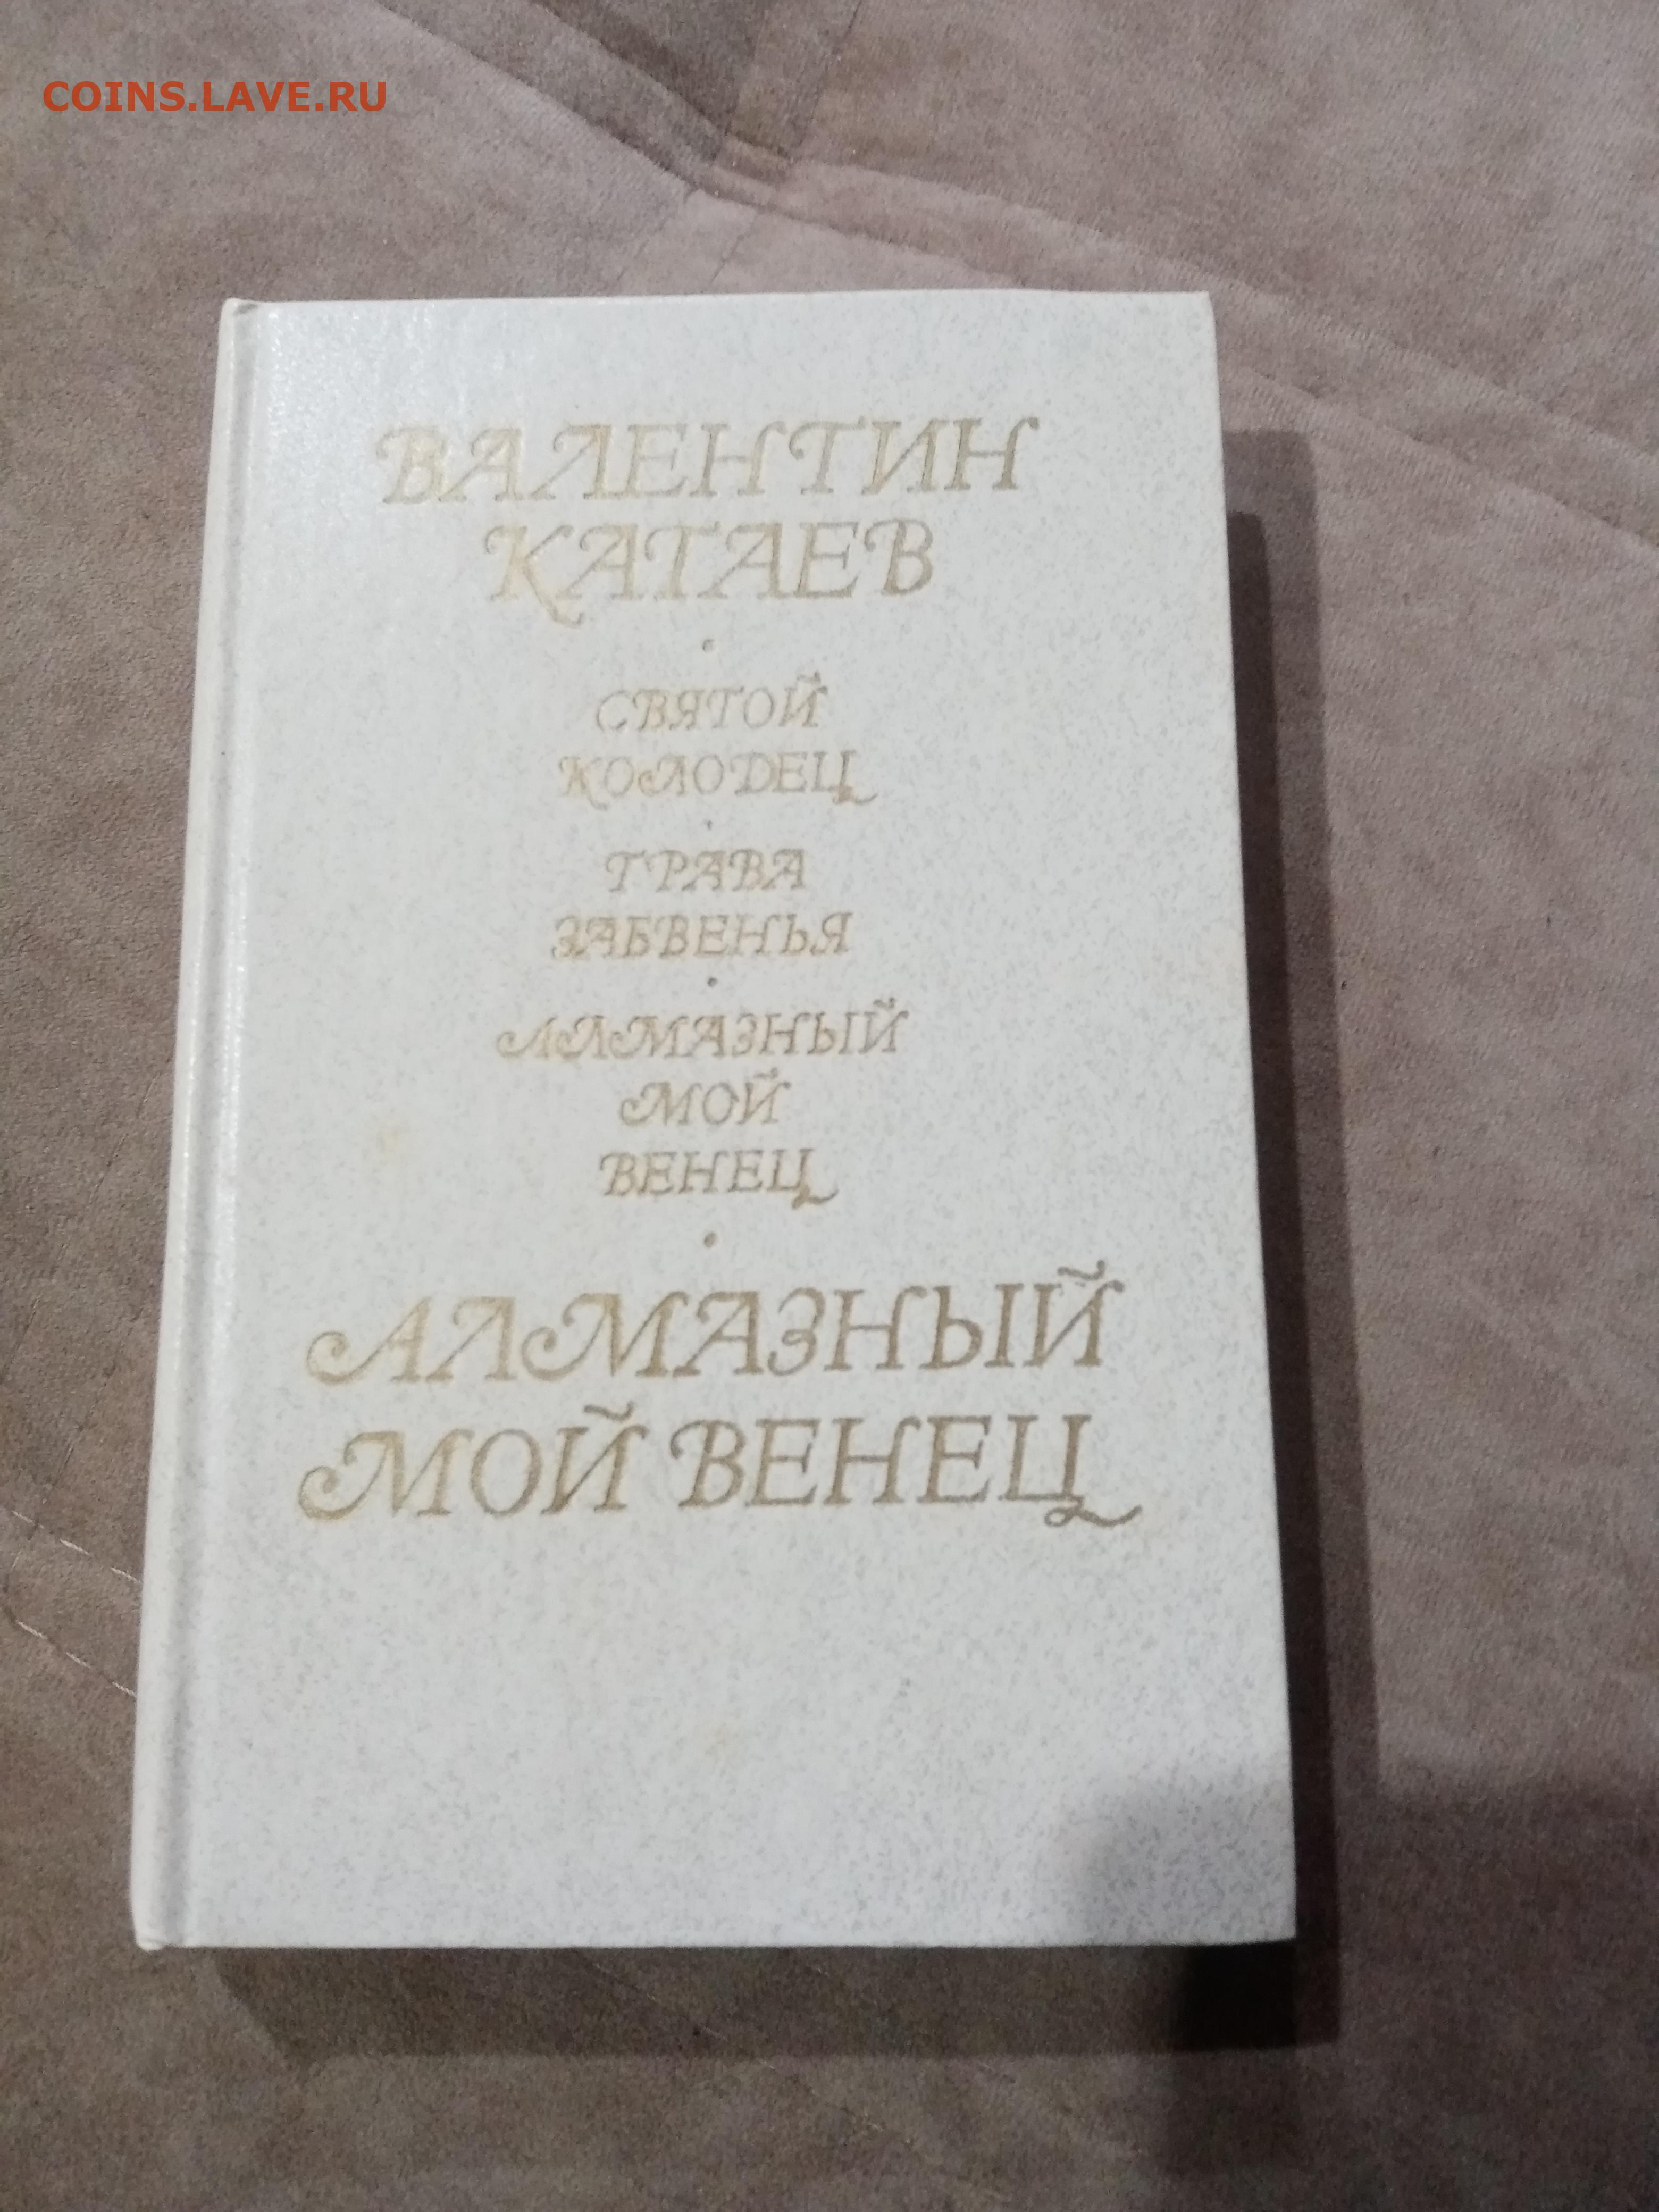 COINS.LAVE.RU
ВАЛЕНТИН
КАТАЕВ
СВЯТОЙ
КОЛОДЕЦ
ТРАВА
ЗАБВЕНЬЯ
АЛМАЗНЫЙ
МОЙ
ВЕНЕЦ
АЛМАЗНЫЙ
МОЙ ВЕНЕЦ